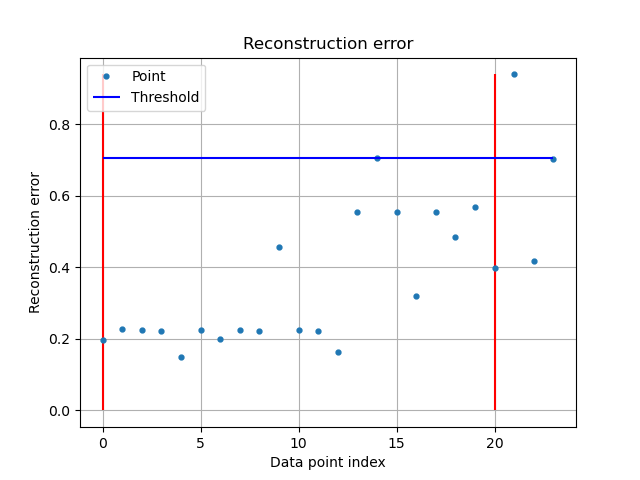 Reconstruction error
Point
Threshold
Reconstruction error
0.8
0.6
0.4
0.2
0.0
0 5 10 15 20
Data point index